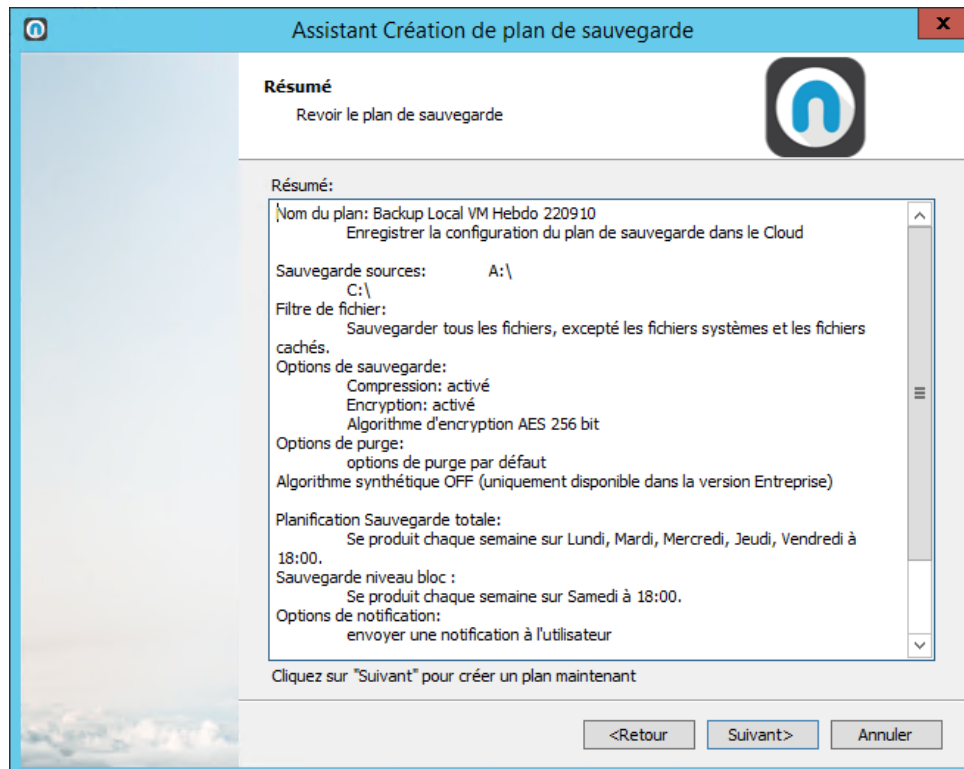 Assistant Création de plan de sauvegarde
x
Résumé
Revoir le plan de sauvegarde
n
Résumé:
Nom du plan: Backup Local VM Hebdo 220910
Enregistrer la configuration du plan de sauvegarde dans le Cloud
Sauvegarde sources: A:\
C:\
Filtre de fichier:
Sauvegarder tous les fichiers, excepté les fichiers systèmes et les fichiers
cachés.
Options de sauvegarde:
Compression: activé
Encryption: activé
Algorithme d'encryption AES 256 bit
Options de purge:
options de purge par défaut
Algorithme synthétique OFF (uniquement disponible dans la version Entreprise)
Planification Sauvegarde totale:
Se produit chaque semaine sur Lundi, Mardi, Mercredi, Jeudi, Vendredi à
18:00.
Sauvegarde niveau bloc :
Se produit chaque semaine sur Samedi à 18:00.
Options de notification:
envoyer une notification à l'utilisateur
Cliquez sur "Suivant" pour créer un plan maintenant
<Retour
Suivant>
Annuler